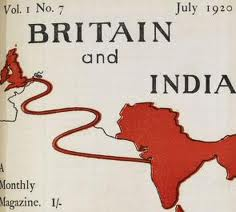 Vol. 1 No. 7 July 1920
BRITAIN
and
INDIA
A
Monthly
Magazine. 1/-